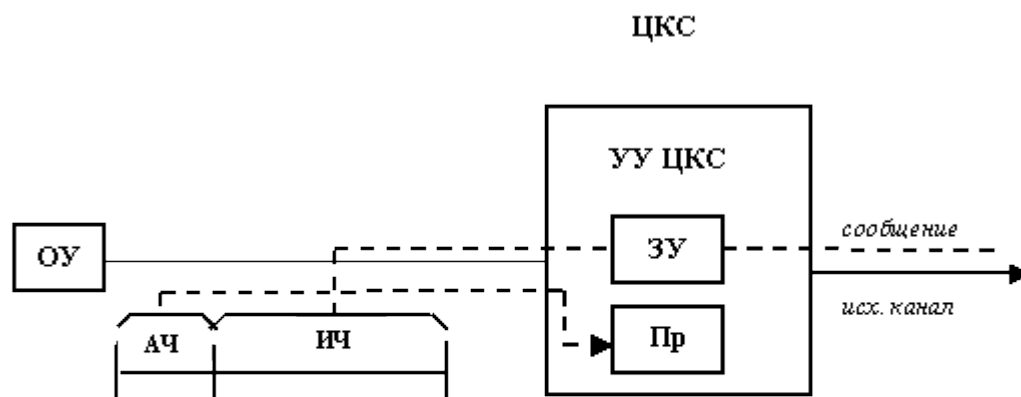 ЦКС
УУ ЦКС
ОУ
ЗУ
сообщение
АЧ
ИЧ
Пр
исх. канал